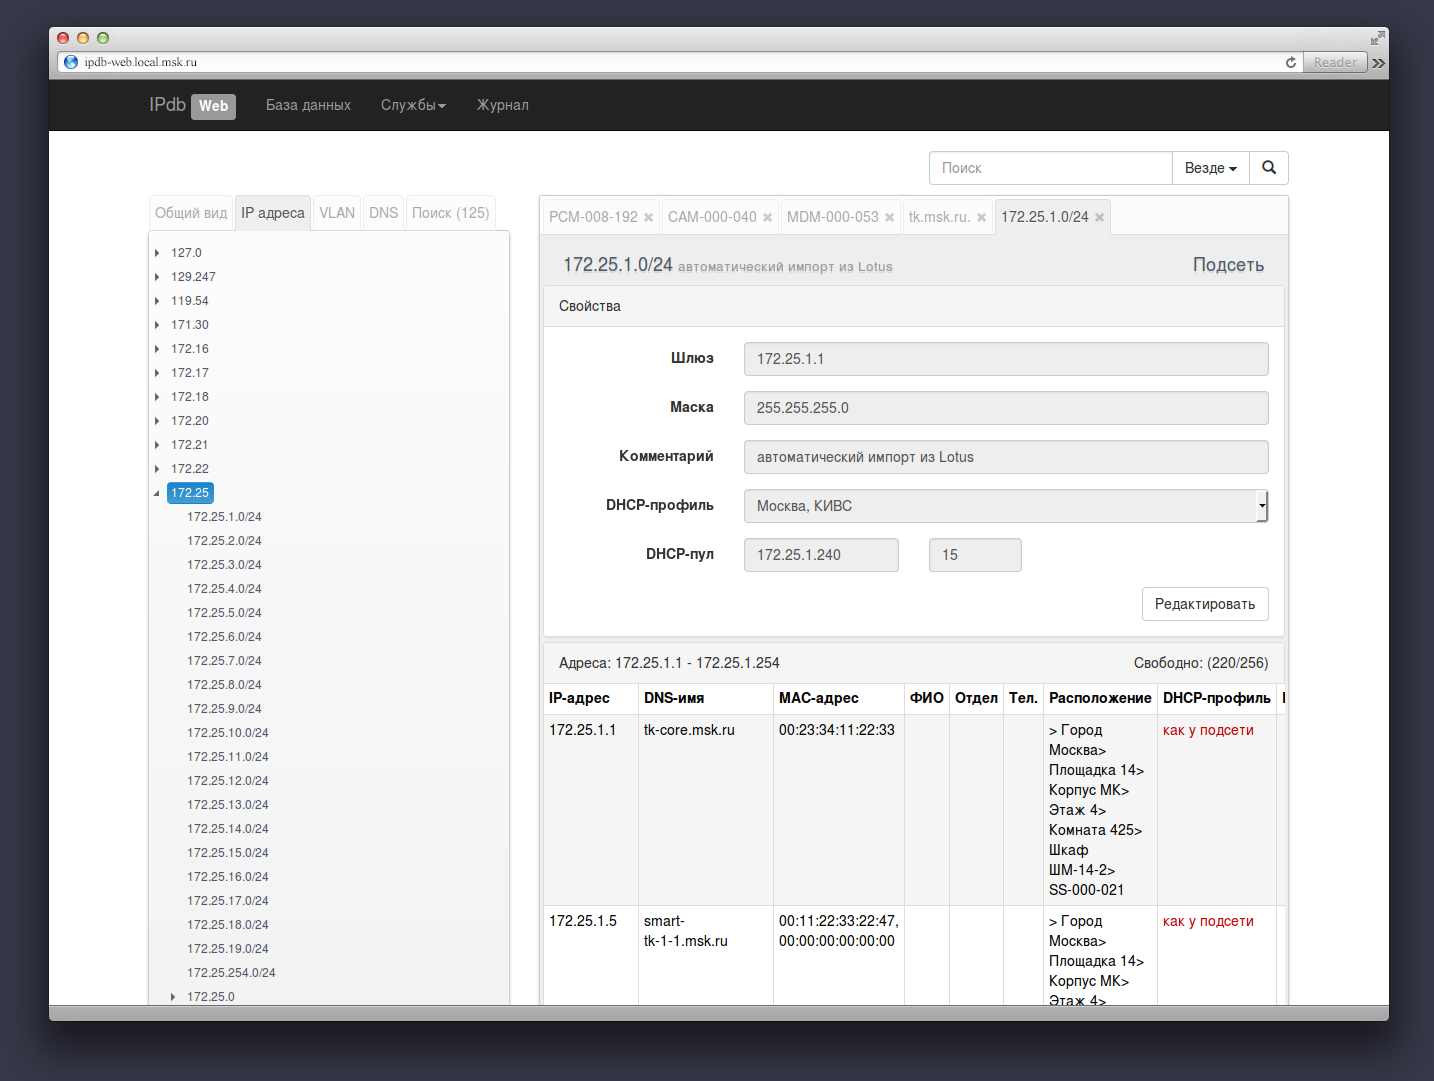 ipdb-web.local.msk.ru
Reader
IPdb Web База данных Службы Журнал
Поиск Везде
Общий вид IP адреса VLAN DNS Поиск (125)
127.0
129.247
119.54
171.30
172.16
172.17
172.18
172.20
172.21
172.22
172.25
172.25.1.0/24
172.25.2.0/24
172.25.3.0/24
172.25.4.0/24
172.25.5.0/24
172.25.6.0/24
172.25.7.0/24
172.25.8.0/24
172.25.9.0/24
172.25.10.0/24
172.25.11.0/24
172.25.12.0/24
172.25.13.0/24
172.25.14.0/24
172.25.15.0/24
172.25.16.0/24
172.25.17.0/24
172.25.18.0/24
172.25.19.0/24
172.25.254.0/24
172.25.0
PCM-008-192 CAM-000-040 MDM-000-053 tk.msk.ru. 172.25.1.0/24
172.25.1.0/24 автоматический импорт из Lotus Подсеть
Свойства
Шлюз 172.25.1.1
Маска 255.255.255.0
Комментарий автоматический импорт из Lotus
DHCP-профиль Москва, КИВС
DHCP-пул 172.25.1.240 15
Редактировать
Адреса: 172.25.1.1 - 172.25.1.254 Свободно: (220/256)
IP-адрес DNS-имя MAC-адрес ФИО Отдел Тел. Расположение DHCP-профиль
172.25.1.1 tk-core.msk.ru 00:23:34:11:22:33 > Город как у подсети
Москва>
Площадка 14>
Корпус МК>
Этаж 4>
Комната 425>
Шкаф
ШМ-14-2>
SS-000-021
172.25.1.5 smart- 00:11:22:33:22:47, > Город как у подсети
tk-1-1.msk.ru 00:00:00:00:00:00 Москва>
Площадка 14>
Корпус МК>
Этаж 4>